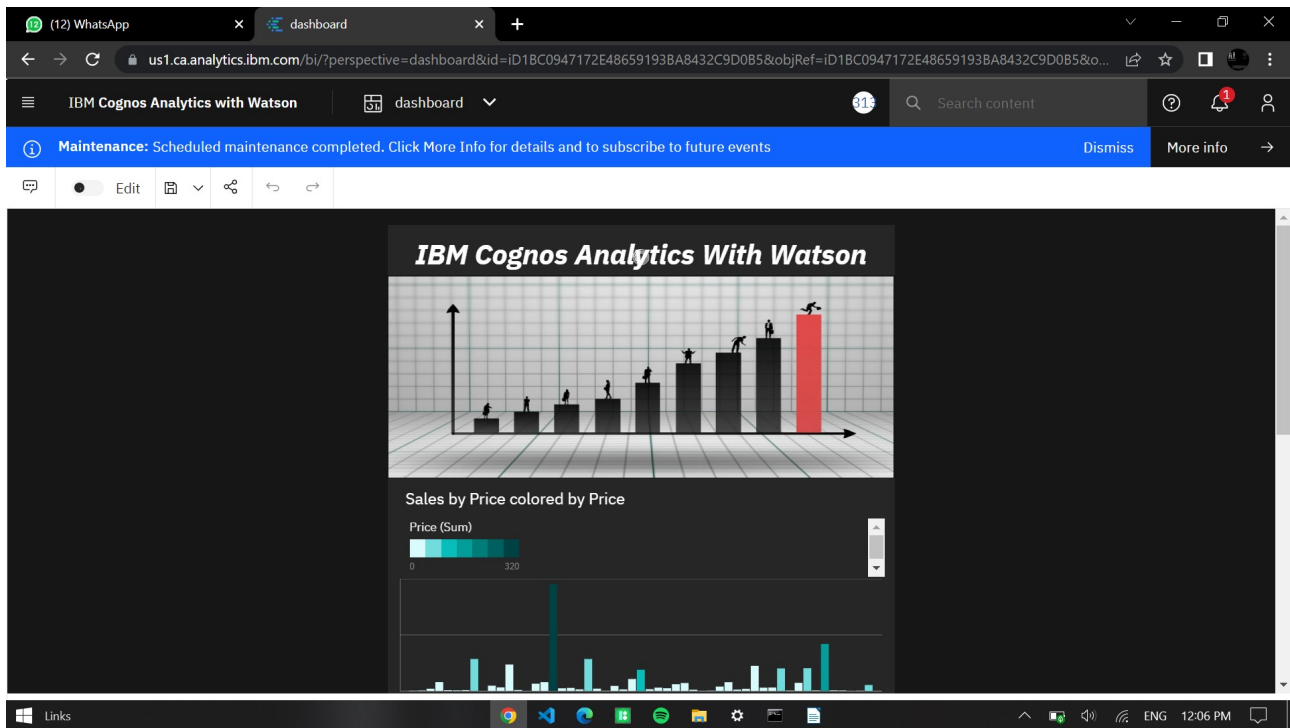 12
(12) WhatsApp
dashboard
us1.ca.analytics.ibm.com/bi/?perspective=dashboard&id=iD1BC0947172E48659193BA8432C9D0B5&objRef=iD1BC0947172E48659193BA8432C9D0B5&o...
IBM Cognos Analytics with Watson
dashboard
313
Search content
1
Maintenance: Scheduled maintenance completed. Click More Info for details and to subscribe to future events
Dismiss
More info
Edit
IBM Cognos Analytics With Watson
Sales by Price colored by Price
Price (Sum)
0
320
Links
ENG
12:06 PM